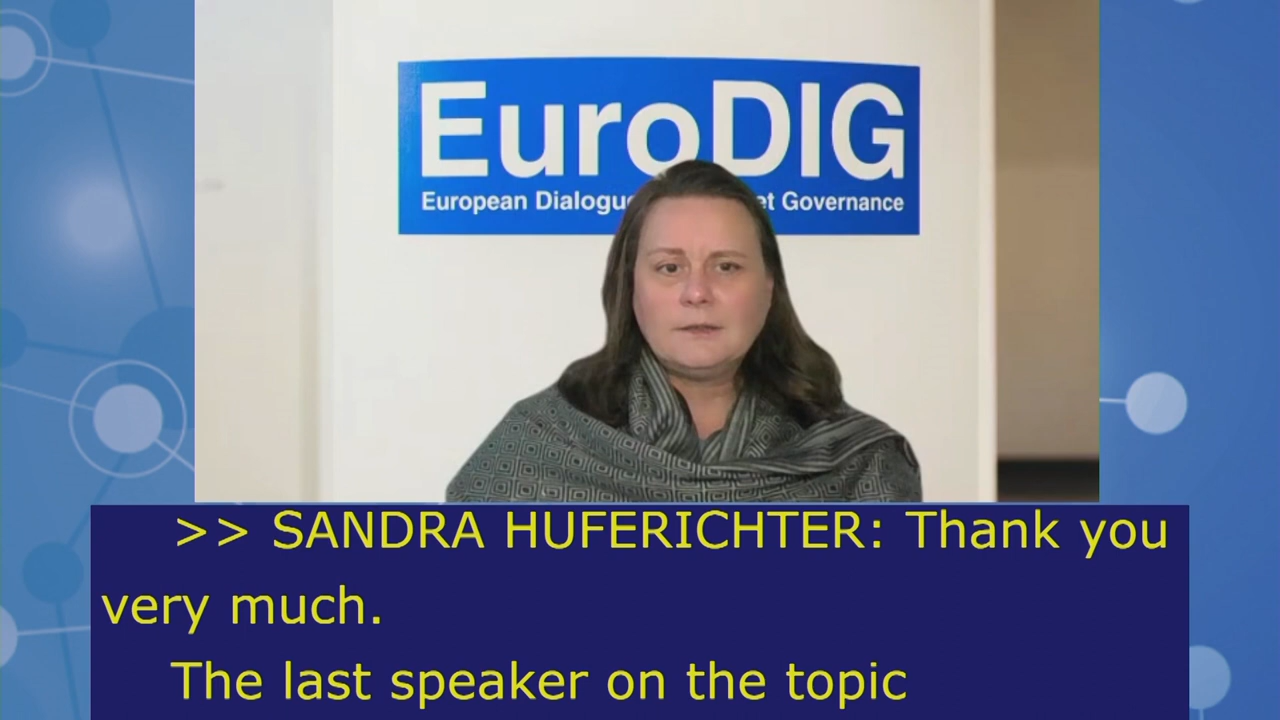 EuroDIG
European Dialogu et Governance
>> SANDRA HUFERICHTER: Thank you
very much.
The last speaker on the topic